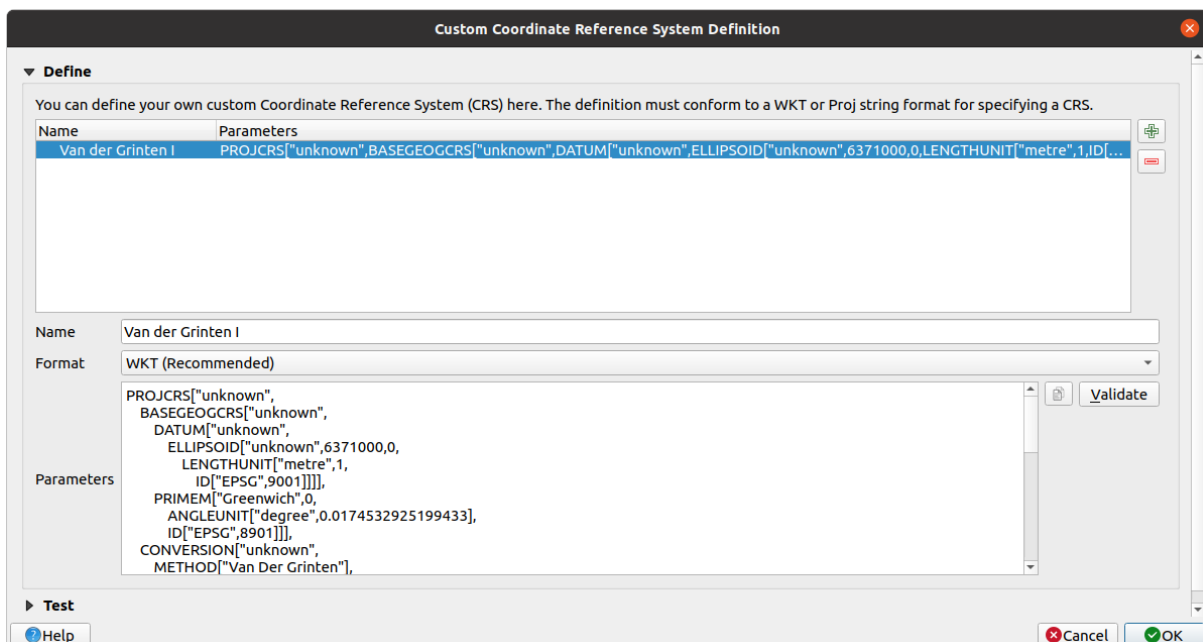 Custom Coordinate Reference System Definition
Define
You can define your own custom Coordinate Reference System (CRS) here. The definition must conform to a WKT or Proj string format for specifying a CRS.
Name Parameters
Van der Grinten I PROJCRS["unknown",BASEGEOGCRS["unknown",DATUM["unknown",ELLIPSOID["unknown",6371000,0,LENGTHUNIT["metre",1,ID[...
Name Van der Grinten I
Format WKT (Recommended)
Parameters
PROJCRS["unknown",
BASEGEOGCRS["unknown",
DATUM["unknown",
ELLIPSOID["unknown",6371000,0,
LENGTHUNIT["metre",1,
ID["EPSG",9001]]]],
PRIMEM["Greenwich",0,
ANGLEUNIT["degree",0.0174532925199433],
ID["EPSG",8901]]],
CONVERSION["unknown",
METHOD["Van Der Grinten"],
Validate
Test
Help Cancel OK